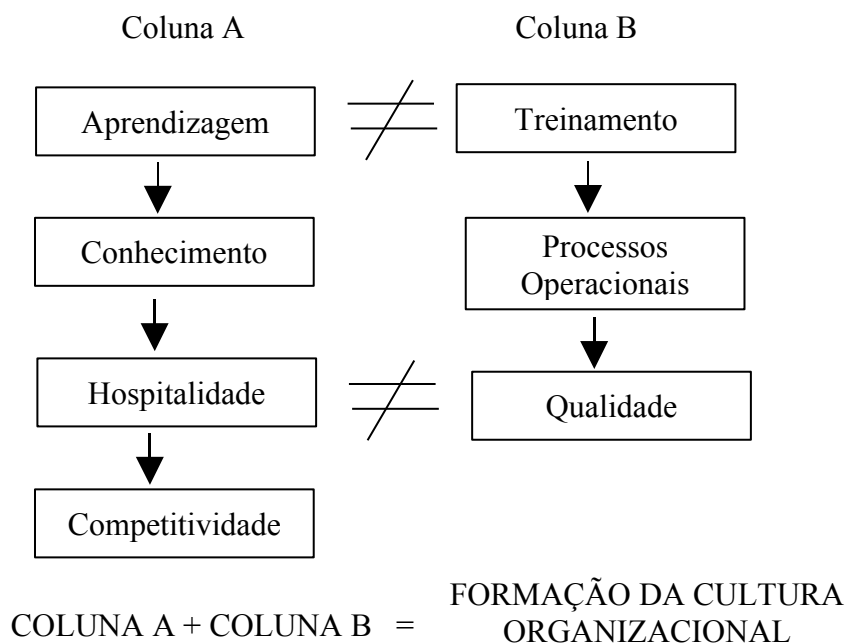 Coluna A
Coluna B
Aprendizagem
Treinamento
Conhecimento
Processos
Operacionais
Hospitalidade
Qualidade
Competitividade
COLUNA A + COLUNA B =
FORMAÇÃO DA CULTURA
ORGANIZACIONAL